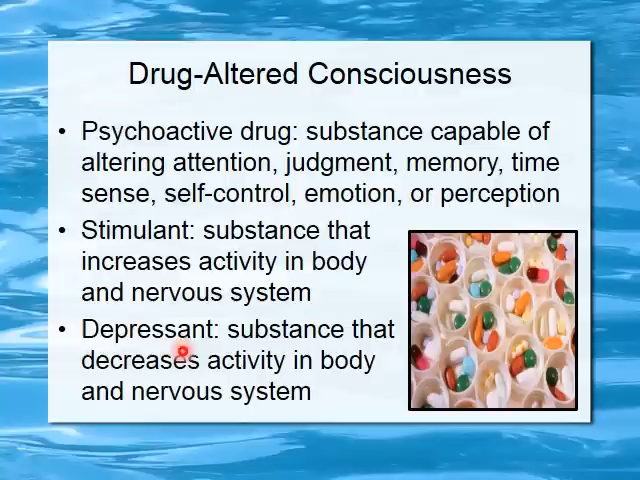 Drug-Altered Consciousness
• Psychoactive drug: substance capable of
altering attention, judgment, memory, time
sense, self-control, emotion, or perception
• Stimulant: substance that
increases activity in body
and nervous system
• Depressant: substance that
decreases activity in body
and nervous system